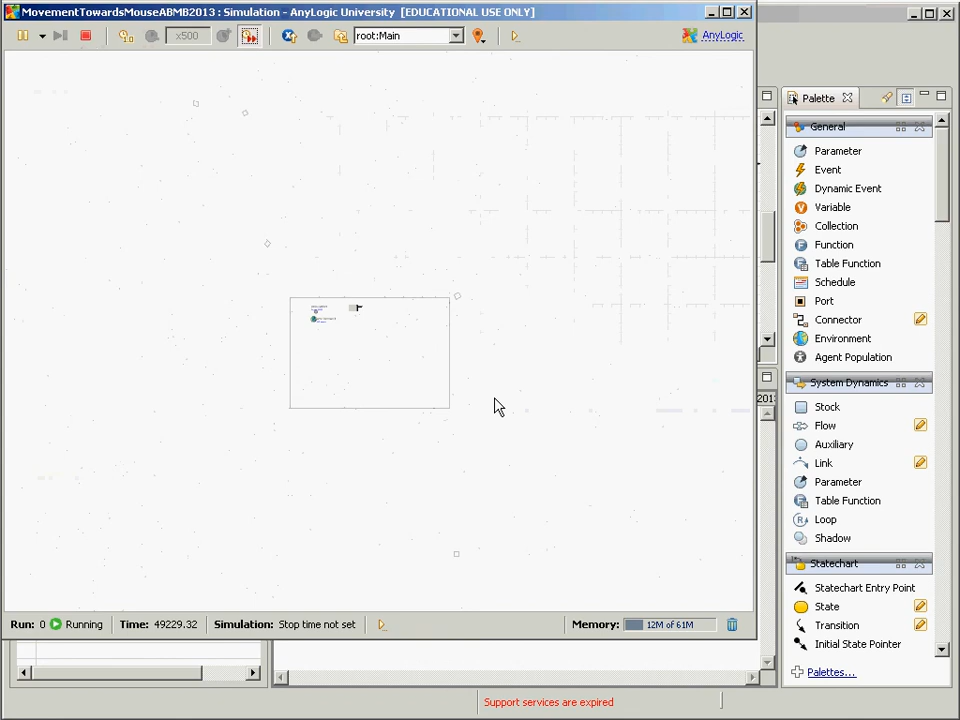 MovementTowardsMouseABMB2013 : Simulation - AnyLogic University [EDUCATIONAL USE ONLY]
x500
root:Main
AnyLogic
Palette
General
Parameter
Event
Dynamic Event
Variable
Collection
Function
Table Function
Schedule
Port
Connector
Environment
Agent Population
System Dynamics
Stock
Flow
Auxiliary
Link
Parameter
Table Function
Loop
Shadow
Statechart
Statechart Entry Point
State
Transition
Initial State Pointer
Palettes...
Run: 0 Running Time: 49229.32 Simulation: Stop time not set Memory: 12M of 61M
Support services are expired